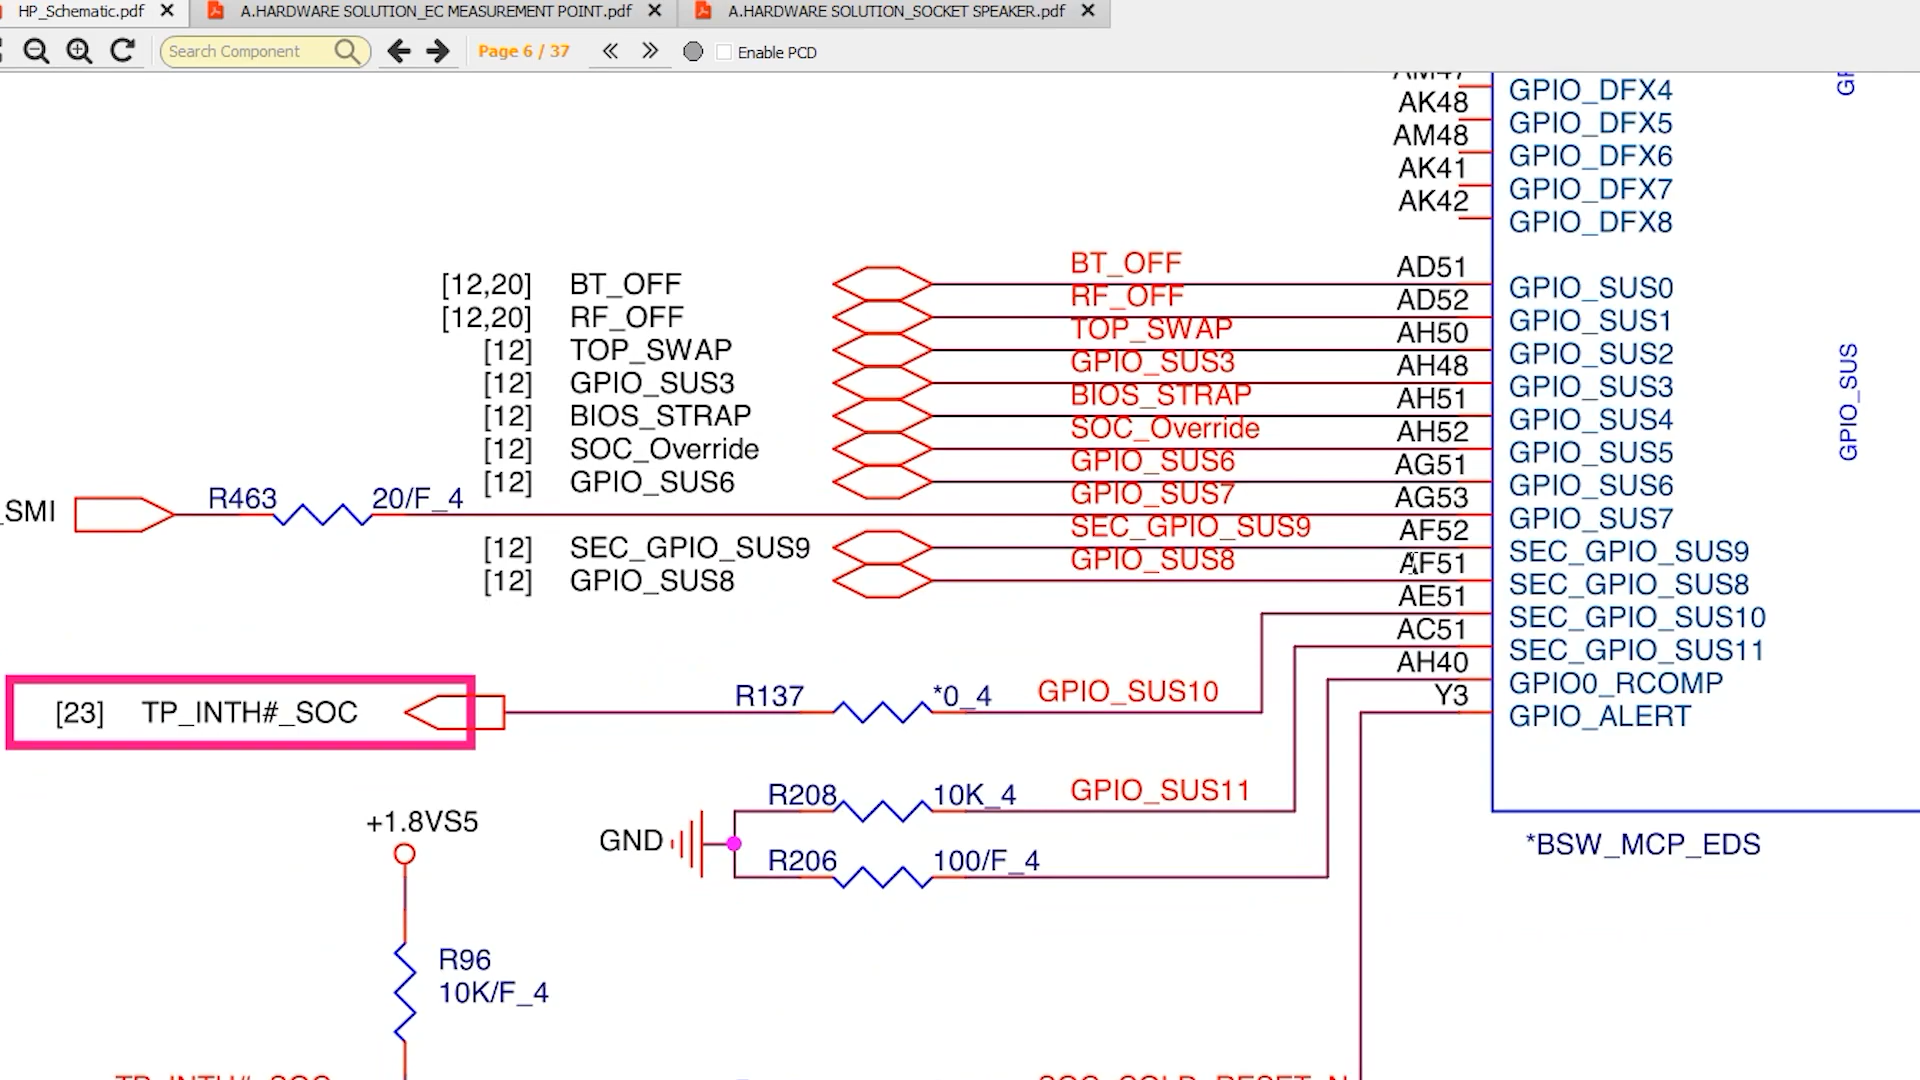 HP_Schematic.pdf
A.HARDWARE SOLUTION_EC MEASUREMENT POINT.pdf
A.HARDWARE SOLUTION_SOCKET SPEAKER.pdf
Search Component
Page 6 / 37
Enable PCD
GPIO_DFX4
AK48
GPIO_DFX5
AM48
GPIO_DFX6
AK41
GPIO_DFX7
AK42
GPIO_DFX8
[12,20] BT_OFF BT_OFF AD51 GPIO_SUS0
[12,20] RF_OFF RF_OFF AD52 GPIO_SUS1
[12] TOP_SWAP TOP_SWAP AH50 GPIO_SUS2
[12] GPIO_SUS3 GPIO_SUS3 AH48 GPIO_SUS3
[12] BIOS_STRAP BIOS_STRAP AH51 GPIO_SUS4
[12] SOC_Override SOC_Override AH52 GPIO_SUS5
[12] GPIO_SUS6 GPIO_SUS6 AG51 GPIO_SUS6
_SMI R463 20/F_4 GPIO_SUS7 AG53 GPIO_SUS7
[12] SEC_GPIO_SUS9 SEC_GPIO_SUS9 AF52 SEC_GPIO_SUS9
[12] GPIO_SUS8 GPIO_SUS8 AF51 SEC_GPIO_SUS8
AE51 SEC_GPIO_SUS10
AC51 SEC_GPIO_SUS11
AH40 GPIO0_RCOMP
Y3 GPIO_ALERT
GPIO_SUS
[23] TP_INTH#_SOC R137 *0_4 GPIO_SUS10
R208 10K_4 GPIO_SUS11
GND
R206 100/F_4
*BSW_MCP_EDS
+1.8VS5
R96
10K/F_4